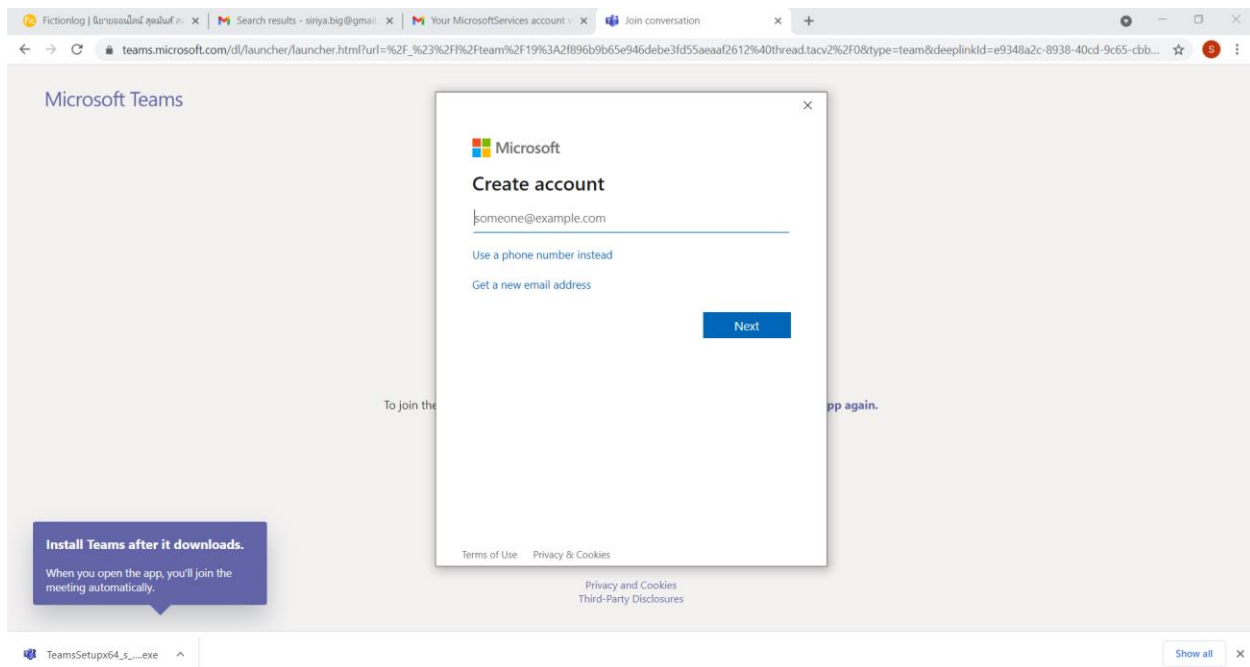 Fictionlog | นิยายออนไลน์ สุดมันส์
Search results - siriya.big@gmail
Your MicrosoftServices account v
Join conversation
teams.microsoft.com/dl/launcher/launcher.html?url=%2F_%23%2Fl%2Fteam%2F19%3A2f896b9b65e946debe3fd55aeaaf2612%40thread.tacv2%2F0&type=team&deeplinkId=e9348a2c-8938-40cd-9c65-cbb...
S
Microsoft Teams
Microsoft
Create account
someone@example.com
Use a phone number instead
Get a new email address
Next
To join the
pp again.
Install Teams after it downloads.
When you open the app, you'll join the
meeting automatically.
Terms of Use Privacy & Cookies
Privacy and Cookies
Third-Party Disclosures
TeamsSetupx64_s_....exe
Show all